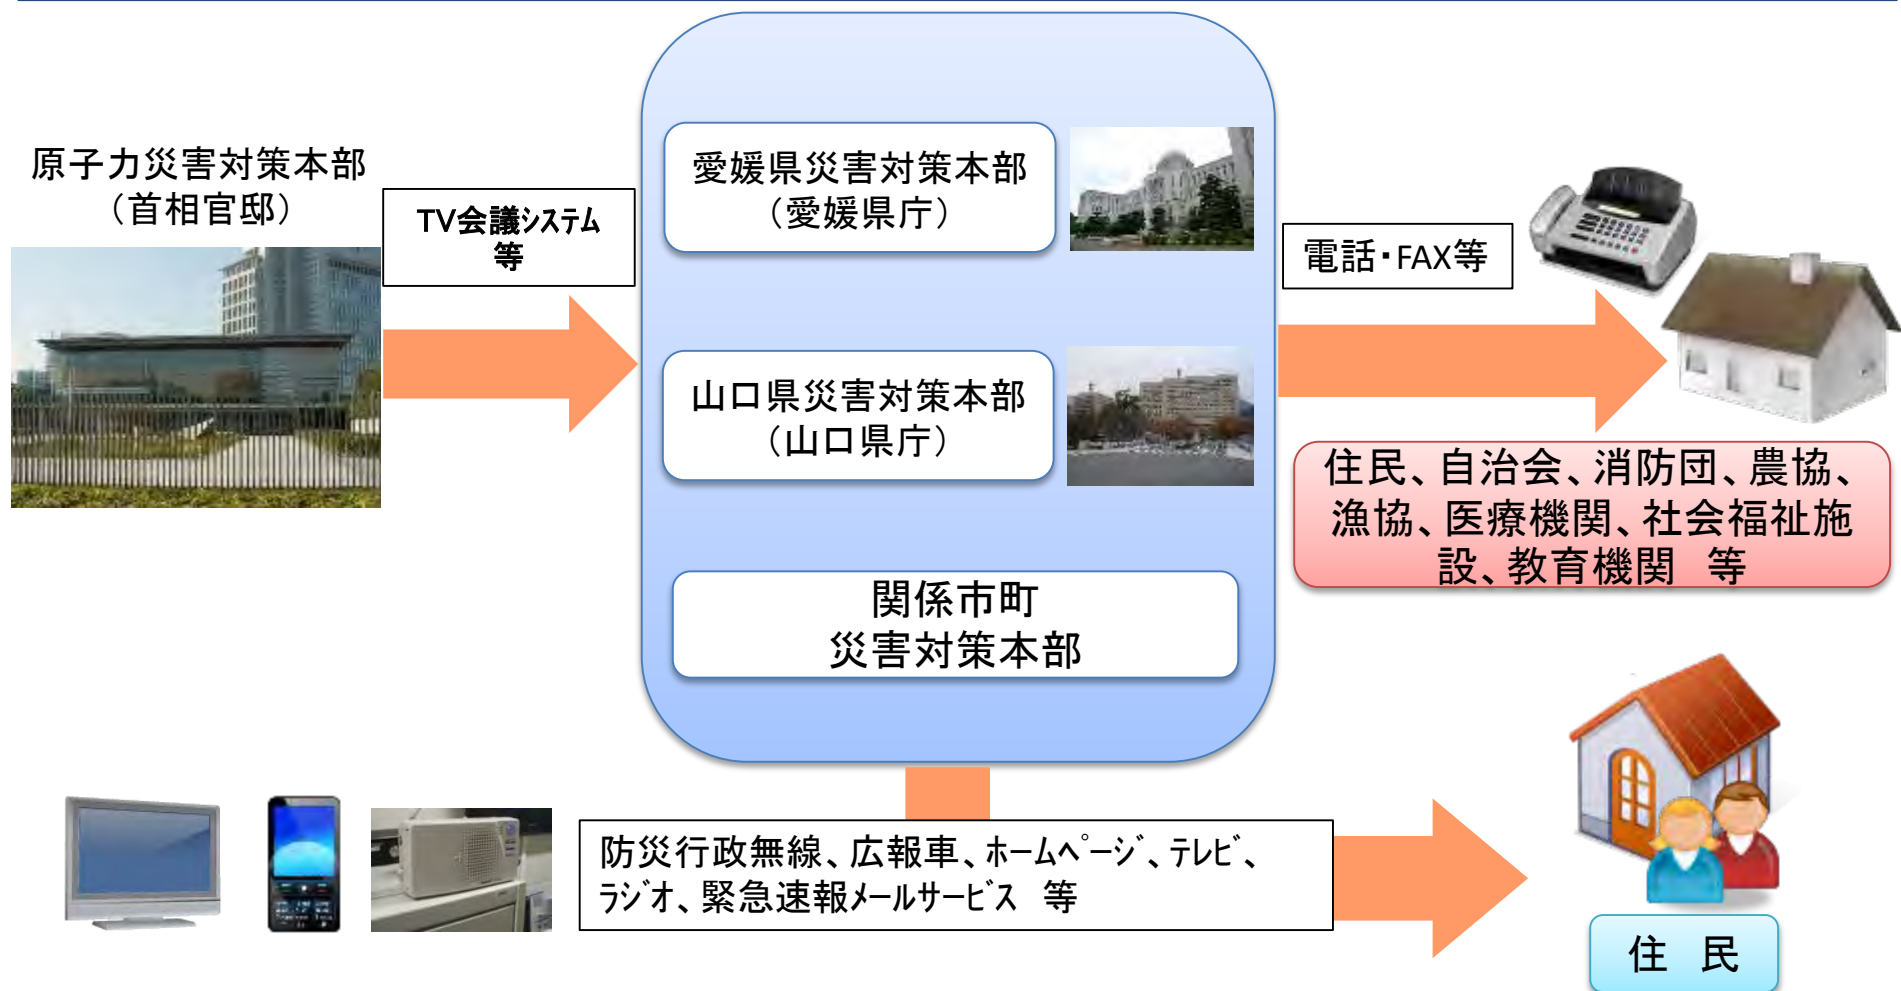 原子力災害対策本部
（首相官邸）
TV会議ｼｽﾃﾑ
等
愛媛県災害対策本部
（愛媛県庁）
山口県災害対策本部
（山口県庁）
関係市町
災害対策本部
電話・FAX等
住民、自治会、消防団、農協、
漁協、医療機関、社会福祉施
設、教育機関　等
防災行政無線、広報車、ﾎｰﾑﾍﾟｰｼﾞ、ﾃﾚﾋﾞ、
ﾗｼﾞｵ、緊急速報ﾒｰﾙｻｰﾋﾞｽ　等
住　民